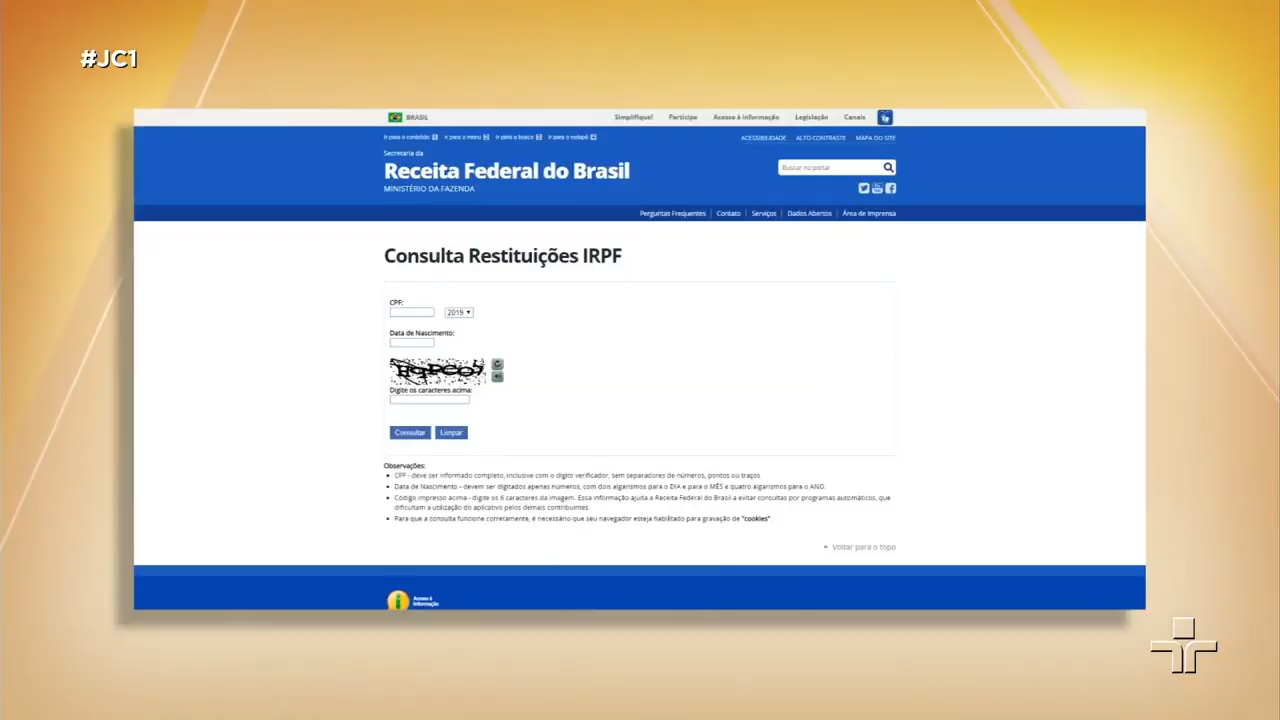 #JC1
BRASIL
Simplifique! Participe Acesso à informação Legislação Canais
Ir para o conteúdo 1 Ir para o menu 2 Ir para a busca 3 Ir para o rodapé 4
ACESSIBILIDADE ALTO CONTRASTE MAPA DO SITE
Secretaria da
Receita Federal do Brasil
MINISTÉRIO DA FAZENDA
Buscar no portal
Perguntas Frequentes Contato Serviços Dados Abertos Área de Imprensa
Consulta Restituições IRPF
CPF:
2019
Data de Nascimento:
Digite os caracteres acima:
Consultar Limpar
Observações:
CPF - deve ser informado completo, inclusive com o dígito verificador, sem separadores de números, pontos ou traços.
Data de Nascimento - devem ser digitados apenas números, com dois algarismos para o DIA e para o MÊS e quatro algarismos para o ANO.
Código impresso acima - digite os 6 caracteres da imagem. Essa informação ajuda a Receita Federal do Brasil a evitar consultas por programas automáticos, que
dificultam a utilização do aplicativo pelos demais contribuintes.
Para que a consulta funcione corretamente, é necessário que seu navegador esteja habilitado para gravação de "cookies".
Voltar para o topo
Acesso à
Informação